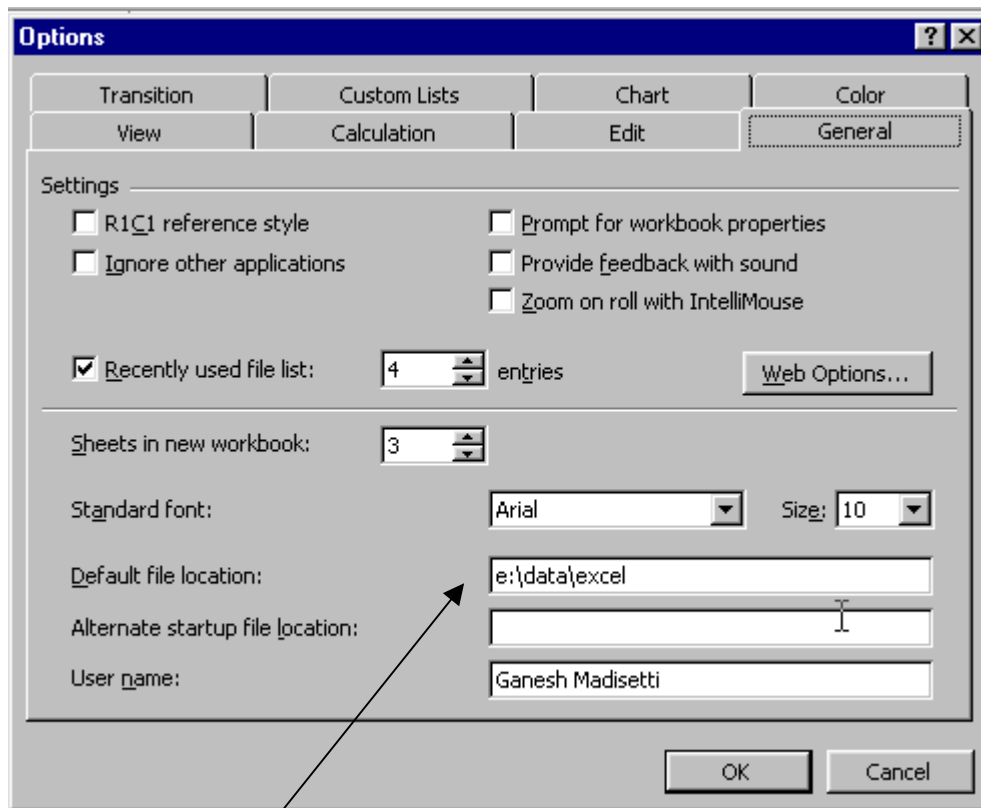 Options
Transition Custom Lists Chart Color
View Calculation Edit General
Settings
R1C1 reference style
Prompt for workbook properties
Ignore other applications
Provide feedback with sound
Zoom on roll with IntelliMouse
Recently used file list: 4 entries
Web Options...
Sheets in new workbook: 3
Standard font: Arial Size: 10
Default file location: e:\data\excel
Alternate startup file location:
User name: Ganesh Madisetti
OK Cancel